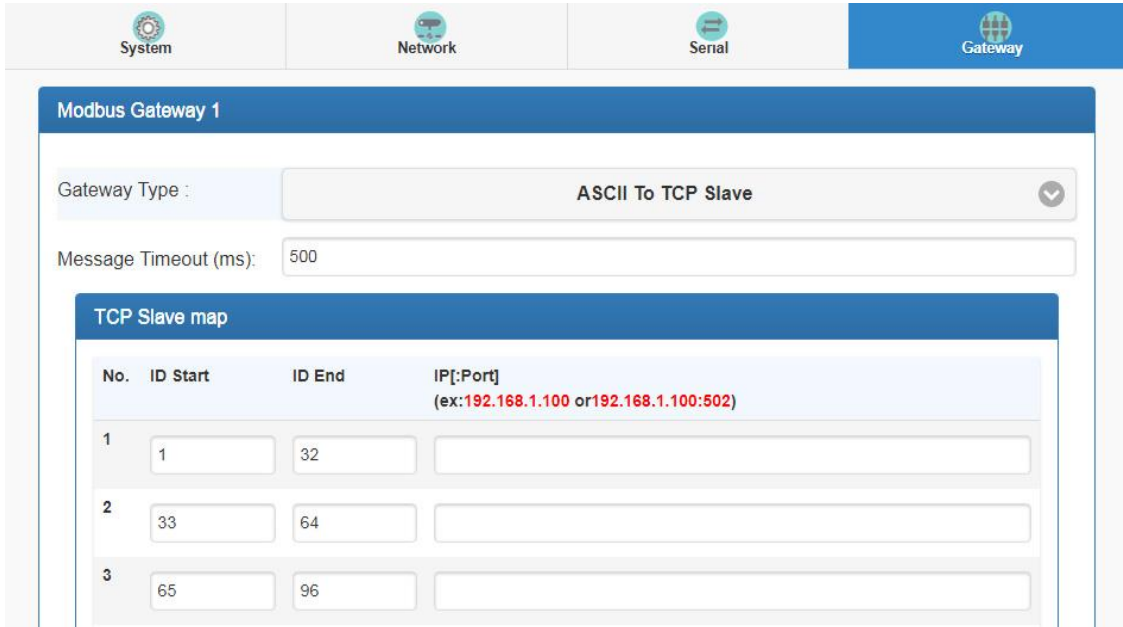 System
Network
Serial
Gateway
Modbus Gateway 1
Gateway Type :
ASCII To TCP Slave
Message Timeout (ms):
500
TCP Slave map
No. ID Start ID End IP[:Port]
(ex:192.168.1.100 or192.168.1.100:502)
1 1 32
2 33 64
3 65 96